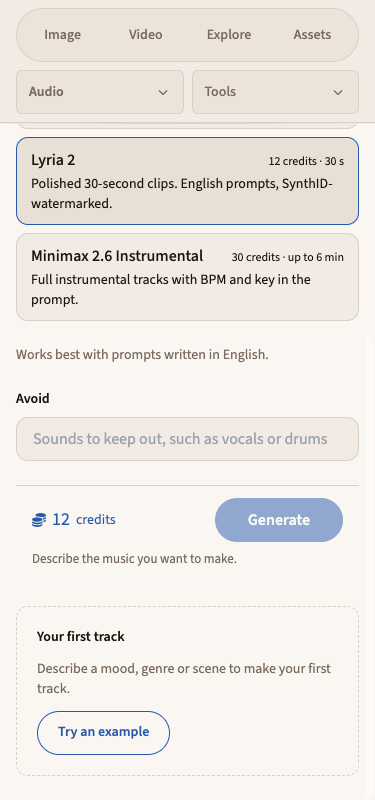 Image Video Explore Assets
Audio Tools
Lyria 2 12 credits · 30 s
Polished 30-second clips. English prompts, SynthID-
watermarked.
Minimax 2.6 Instrumental 30 credits · up to 6 min
Full instrumental tracks with BPM and key in the
prompt.
Works best with prompts written in English.
Avoid
Sounds to keep out, such as vocals or drums
12 credits Generate
Describe the music you want to make.
Your first track
Describe a mood, genre or scene to make your first
track.
Try an example